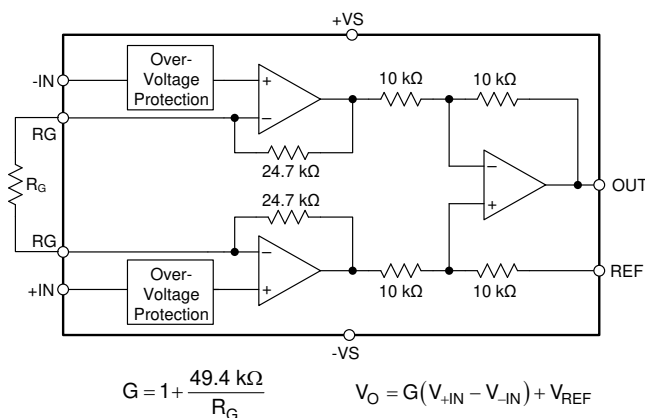 +VS
-IN
Over-
Voltage
Protection
+
−
10 kΩ
10 kΩ
RG
24.7 kΩ
R_G
−
+
OUT
24.7 kΩ
RG
−
+
+IN
Over-
Voltage
Protection
10 kΩ
10 kΩ
REF
-VS
G = 1 + 49.4 kΩ / R_G
V_O = G(V_+IN − V_−IN) + V_REF